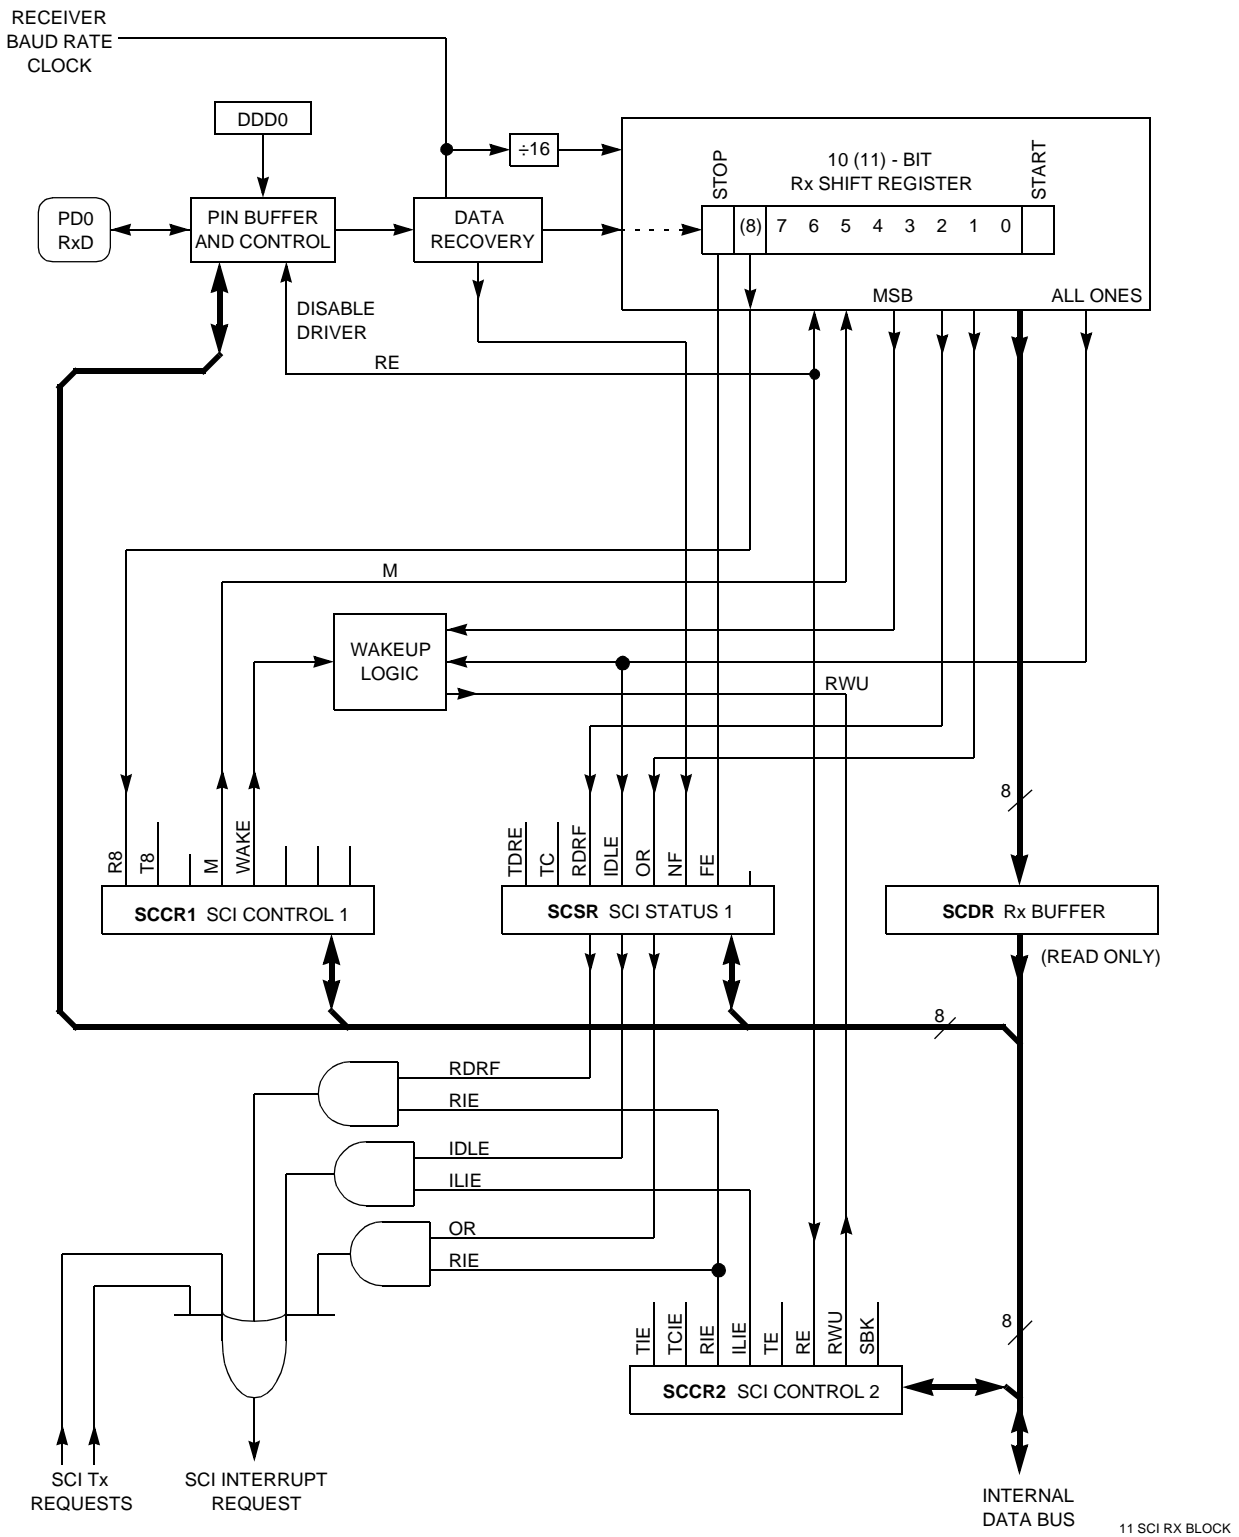 RECEIVER
BAUD RATE
CLOCK
DDD0
÷16
10 (11) - BIT
Rx SHIFT REGISTER
STOP
START
(8) 7 6 5 4 3 2 1 0
PD0
RxD
PIN BUFFER
AND CONTROL
DATA
RECOVERY
MSB
ALL ONES
DISABLE
DRIVER
RE
M
WAKEUP
LOGIC
RWU
8
R8
T8
M
WAKE
TDRE
TC
RDRF
IDLE
OR
NF
FE
SCCR1 SCI CONTROL 1
SCSR SCI STATUS 1
SCDR Rx BUFFER
(READ ONLY)
8
RDRF
RIE
IDLE
ILIE
OR
RIE
8
TIE
TCIE
RIE
ILIE
TE
RE
RWU
SBK
SCCR2 SCI CONTROL 2
SCI Tx
REQUESTS
SCI INTERRUPT
REQUEST
INTERNAL
DATA BUS
11 SCI RX BLOCK